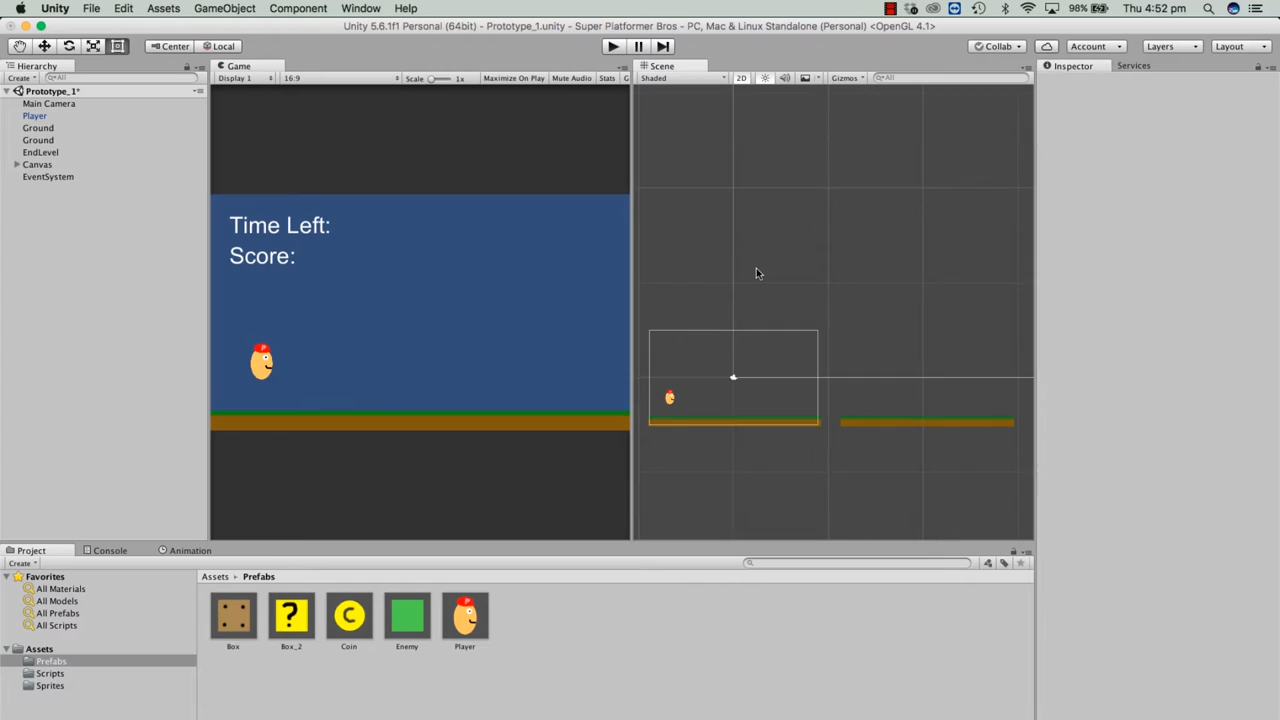 Unity File Edit Assets GameObject Component Window Help 98% Thu 4:52 pm
Unity 5.6.1f1 Personal (64bit) - Prototype_1.unity - Super Platformer Bros - PC, Mac & Linux Standalone (Personal) <OpenGL 4.1>
Center Local Collab Account Layers Layout
Hierarchy Game Scene Inspector Services
Create All Display 1 16:9 Scale 1x Maximize On Play Mute Audio Stats G Shaded 2D Gizmos All
Prototype_1*
Main Camera
Player
Ground
Ground
EndLevel
Canvas
EventSystem
Time Left:
Score:
Project Console Animation
Create
Favorites
All Materials
All Models
All Prefabs
All Scripts
Assets
Prefabs
Scripts
Sprites
Assets Prefabs
? C
Box Box_2 Coin Enemy Player